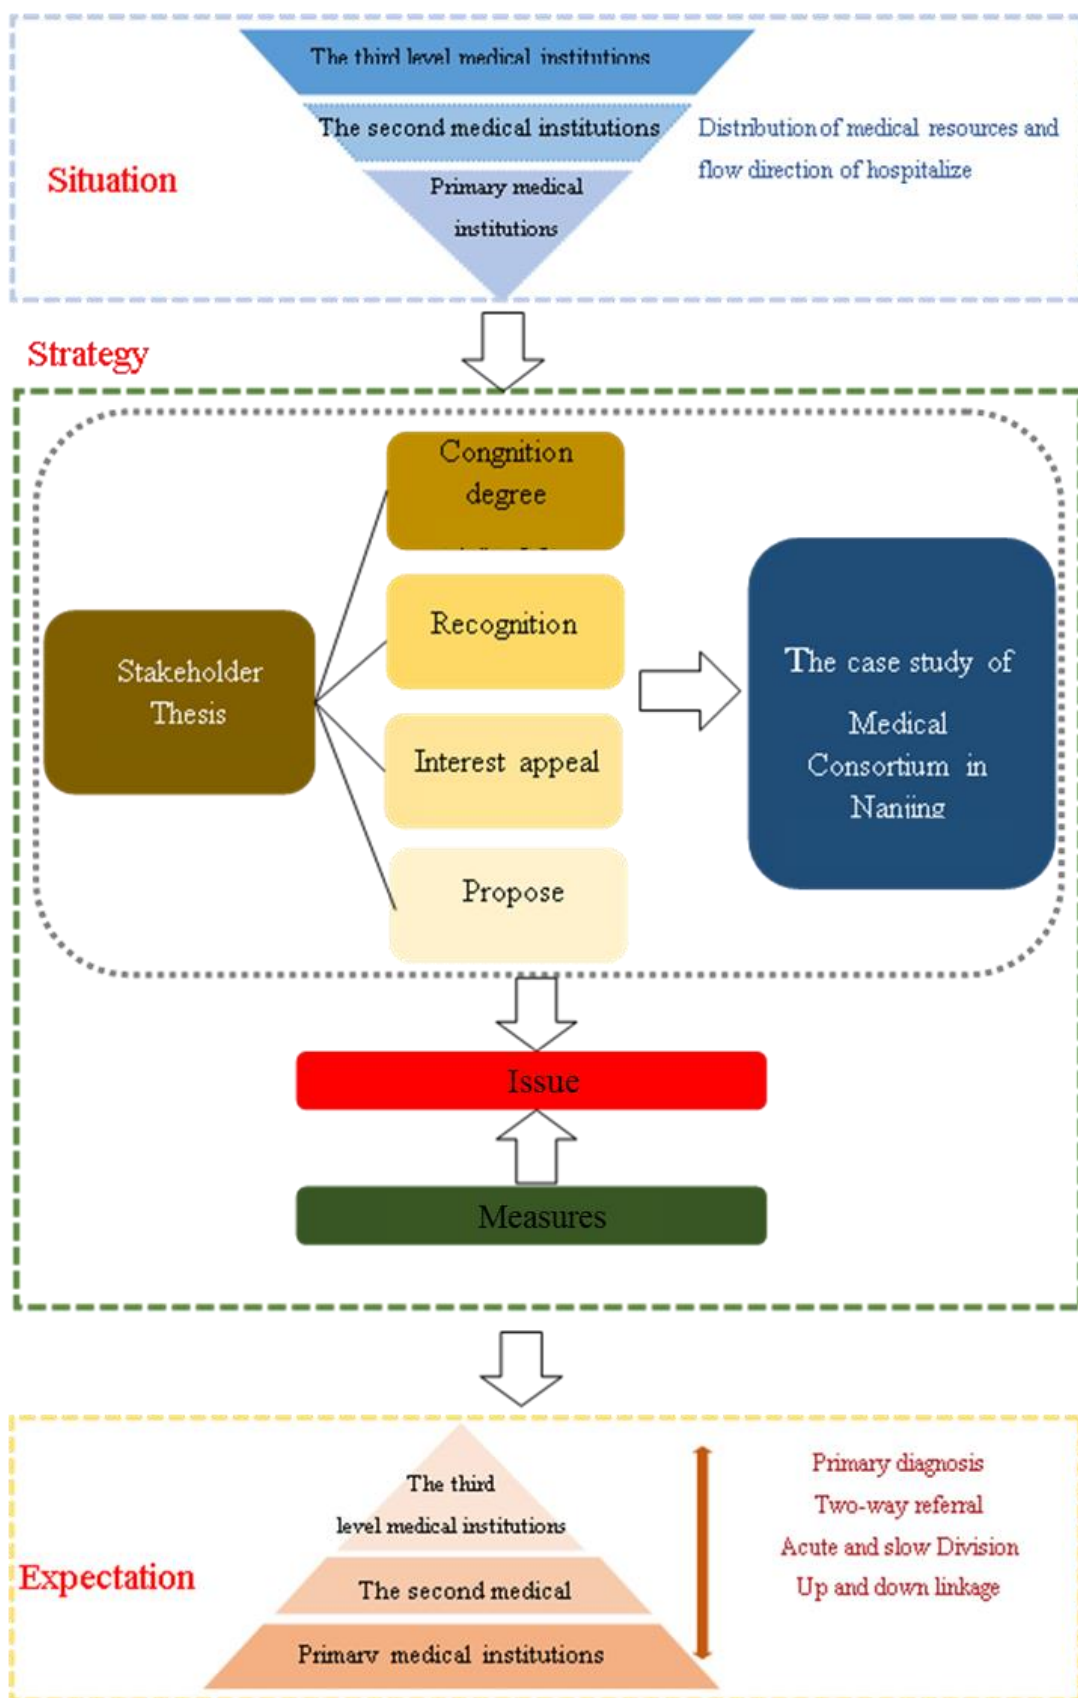 The third level medical institutions
The second medical institutions
Primary medical
institutions
Situation
Distribution of medical resources and
flow direction of hospitalize
Strategy
Congnition
degree
Recognition
Interest appeal
Propose
Stakeholder
Thesis
The case study of
Medical
Consortium in
Nanjing
Issue
Measures
Expectation
The third
level medical institutions
The second medical
Primary medical institutions
Primary diagnosis
Two-way referral
Acute and slow Division
Up and down linkage